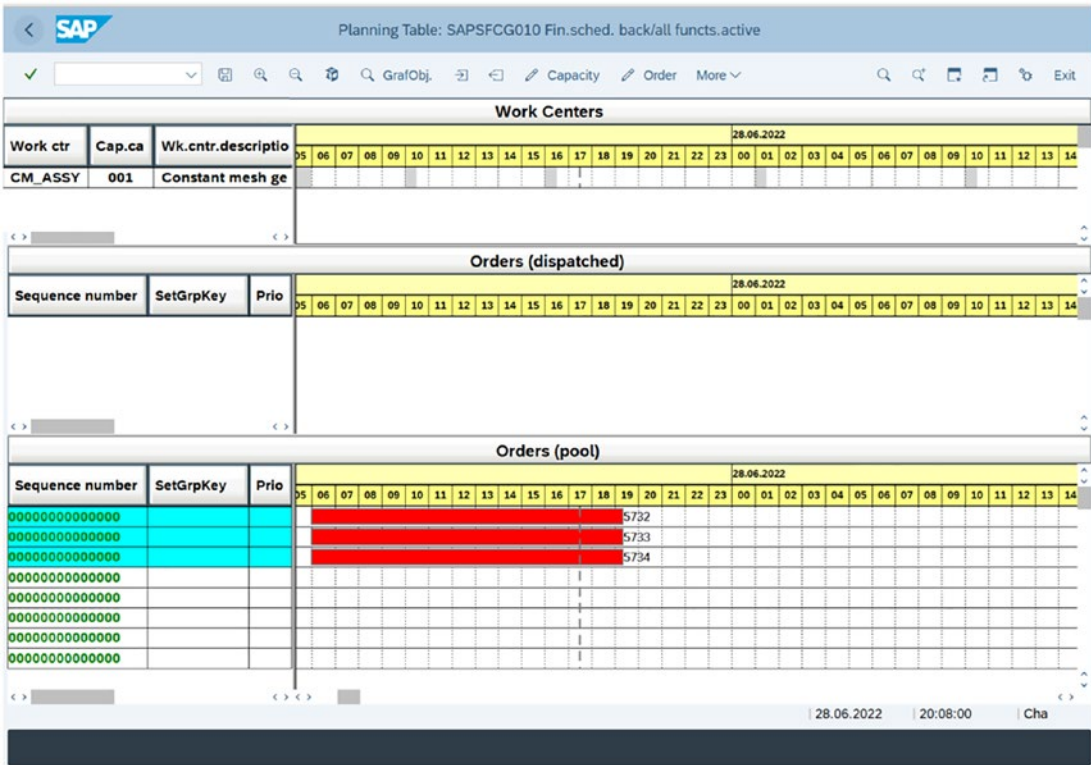 SAP Planning Table: SAPSFCG010 Fin.sched. back/all functs.active
GrafObj. Capacity Order More Exit
Work Centers
Work ctr Cap.ca Wk.cntr.descriptio
28.06.2022
05 06 07 08 09 10 11 12 13 14 15 16 17 18 19 20 21 22 23 00 01 02 03 04 05 06 07 08 09 10 11 12 13 14
CM_ASSY 001 Constant mesh ge
Orders (dispatched)
Sequence number SetGrpKey Prio
28.06.2022
05 06 07 08 09 10 11 12 13 14 15 16 17 18 19 20 21 22 23 00 01 02 03 04 05 06 07 08 09 10 11 12 13 14
Orders (pool)
Sequence number SetGrpKey Prio
28.06.2022
05 06 07 08 09 10 11 12 13 14 15 16 17 18 19 20 21 22 23 00 01 02 03 04 05 06 07 08 09 10 11 12 13 14
00000000000000 5732
00000000000000 5733
00000000000000 5734
00000000000000
00000000000000
00000000000000
00000000000000
00000000000000
28.06.2022 20:08:00 Cha